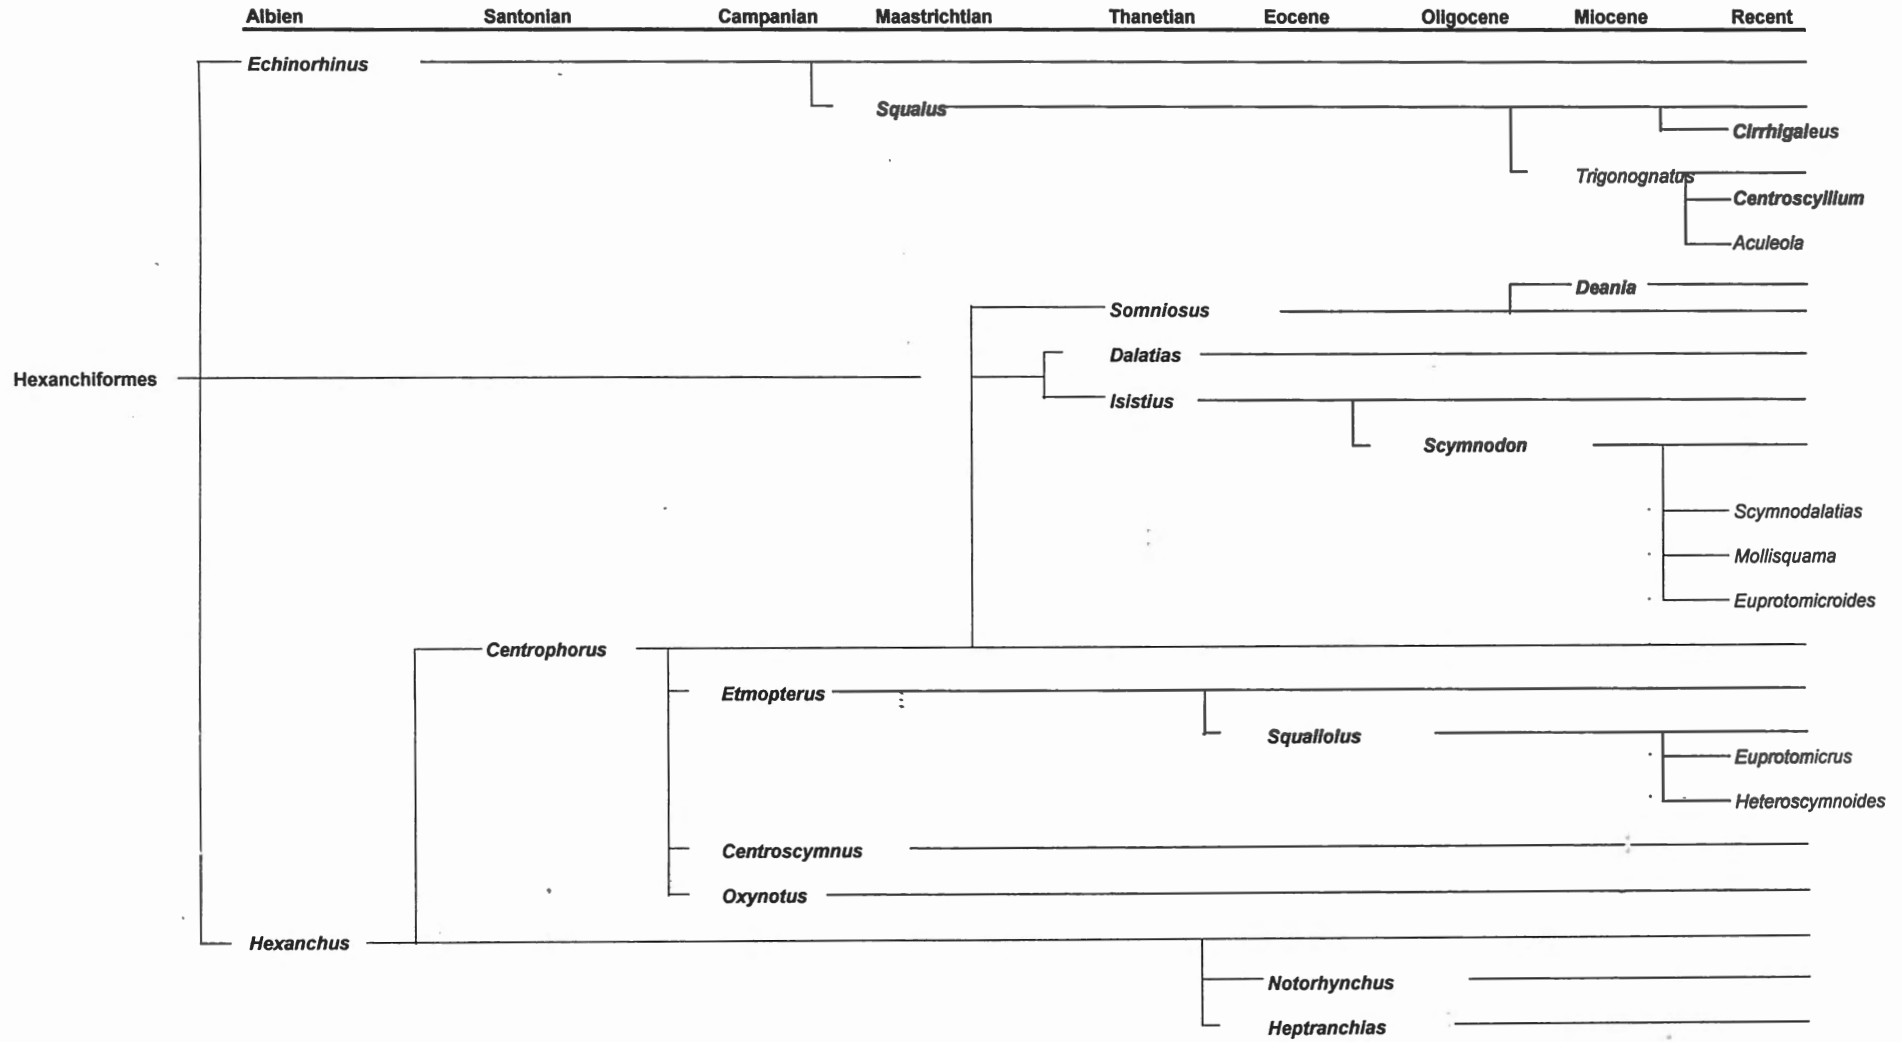 Albien Santonian Campanian Maastrichtian Thanetian Eocene Oligocene Miocene Recent
Echinorhinus
Squalus
Cirrhigaleus
Trigonognatus
Centroscyllium
Aculeola
Deania
Somniosus
Dalatias
Hexanchiformes
Isistius
Scymnodon
Scymnodalatias
Mollisquama
Euprotomicroides
Centrophorus
Etmopterus
Squaliolus
Euprotomicrus
Heteroscymnoides
Centroscymnus
Oxynotus
Hexanchus
Notorhynchus
Heptranchias